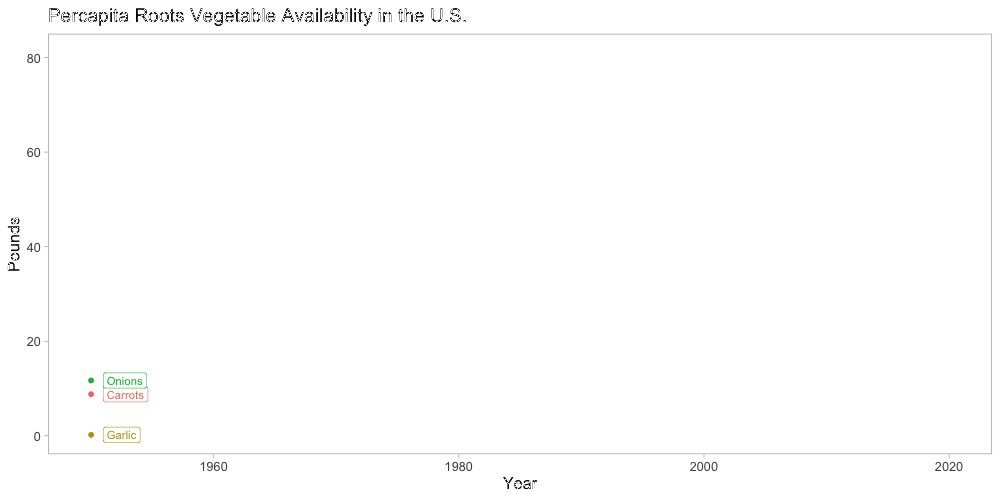 Percapita Roots Vegetable Availability in the U.S.
80
60
40
20
0
Pounds
Onions
Carrots
Garlic
1960 1980 2000 2020
Year